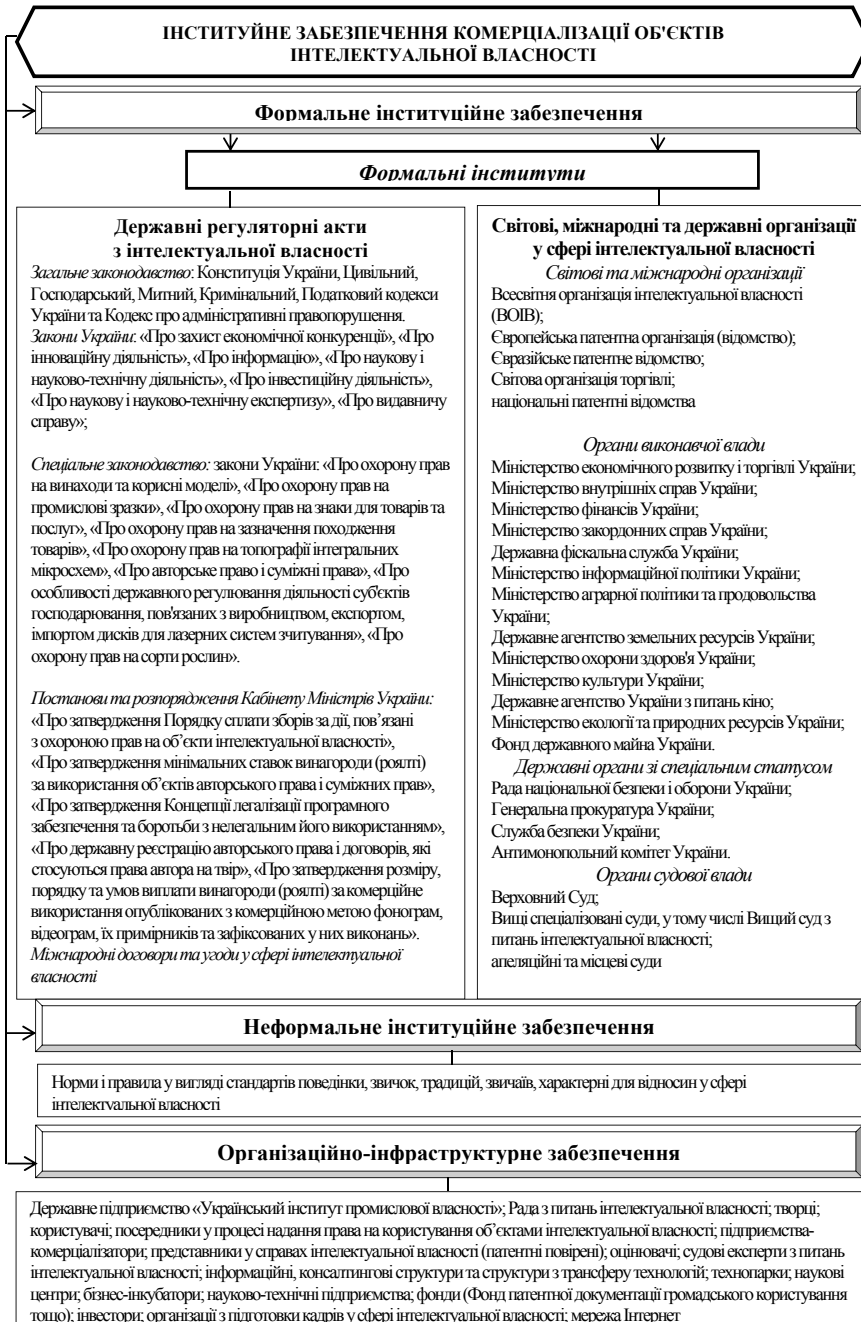 ІНСТИТУЙНЕ ЗАБЕЗПЕЧЕННЯ КОМЕРЦІАЛІЗАЦІЇ ОБ'ЄКТІВ
ІНТЕЛЕКТУАЛЬНОЇ ВЛАСНОСТІ
Формальне інституційне забезпечення
Формальні інститути
Державні регуляторні акти
з інтелектуальної власності
Загальне законодавство: Конституція України, Цивільний,
Господарський, Митний, Кримінальний, Податковий кодекси
України та Кодекс про адміністративні правопорушення.
Закони України: «Про захист економічної конкуренції», «Про
інноваційну діяльність», «Про інформацію», «Про наукову і
науково-технічну діяльність», «Про інвестиційну діяльність»,
«Про наукову і науково-технічну експертизу», «Про видавничу
справу»;
Спеціальне законодавство: закони України: «Про охорону прав
на винаходи та корисні моделі», «Про охорону прав на
промислові зразки», «Про охорону прав на знаки для товарів та
послуг», «Про охорону прав на зазначення походження
товарів», «Про охорону прав на топографії інтегральних
мікросхем», «Про авторське право і суміжні права», «Про
особливості державного регулювання діяльності суб'єктів
господарювання, пов'язаних з виробництвом, експортом,
імпортом дисків для лазерних систем зчитування», «Про
охорону прав на сорти рослин».
Постанови та розпорядження Кабінету Міністрів України:
«Про затвердження Порядку сплати зборів за дії, пов’язані
з охороною прав на об’єкти інтелектуальної власності»,
«Про затвердження мінімальних ставок винагороди (роялті)
за використання об’єктів авторського права і суміжних прав»,
«Про затвердження Концепції легалізації програмного
забезпечення та боротьби з нелегальним його використанням»,
«Про державну реєстрацію авторського права і договорів, які
стосуються права автора на твір», «Про затвердження розміру,
порядку та умов виплати винагороди (роялті) за комерційне
використання опублікованих з комерційною метою фонограм,
відеограм, їх примірників та зафіксованих у них виконань».
Міжнародні договори та угоди у сфері інтелектуальної
власності
Світові, міжнародні та державні організації
у сфері інтелектуальної власності
Світові та міжнародні організації
Всесвітня організація інтелектуальної власності
(ВОІВ);
Європейська патентна організація (відомство);
Євразійське патентне відомство;
Світова організація торгівлі;
національні патентні відомства
Органи виконавчої влади
Міністерство економічного розвитку і торгівлі України;
Міністерство внутрішніх справ України;
Міністерство фінансів України;
Міністерство закордонних справ України;
Державна фіскальна служба України;
Міністерство інформаційної політики України;
Міністерство аграрної політики та продовольства
України;
Державне агентство земельних ресурсів України;
Міністерство охорони здоров'я України;
Міністерство культури України;
Державне агентство України з питань кіно;
Міністерство екології та природних ресурсів України;
Фонд державного майна України.
Державні органи зі спеціальним статусом
Рада національної безпеки і оборони України;
Генеральна прокуратура України;
Служба безпеки України;
Антимонопольний комітет України.
Органи судової влади
Верховний Суд;
Вищі спеціалізовані суди, у тому числі Вищий суд з
питань інтелектуальної власності;
апеляційні та місцеві суди
Неформальне інституційне забезпечення
Норми і правила у вигляді стандартів поведінки, звичок, традицій, звичаїв, характерні для відносин у сфері
інтелектуальної власності
Організаційно-інфраструктурне забезпечення
Державне підприємство «Український інститут промислової власності»; Рада з питань інтелектуальної власності; творці;
користувачі; посередники у процесі надання права на користування об’єктами інтелектуальної власності; підприємства-
комерціалізатори; представники у справах інтелектуальної власності (патентні повірені); оцінювачі; судові експерти з питань
інтелектуальної власності; інформаційні, консалтингові структури та структури з трансферу технологій; технопарки; наукові
центри; бізнес-інкубатори; науково-технічні підприємства; фонди (Фонд патентної документації громадського користування
тощо); інвестори; організації з підготовки кадрів у сфері інтелектуальної власності; мережа Інтернет